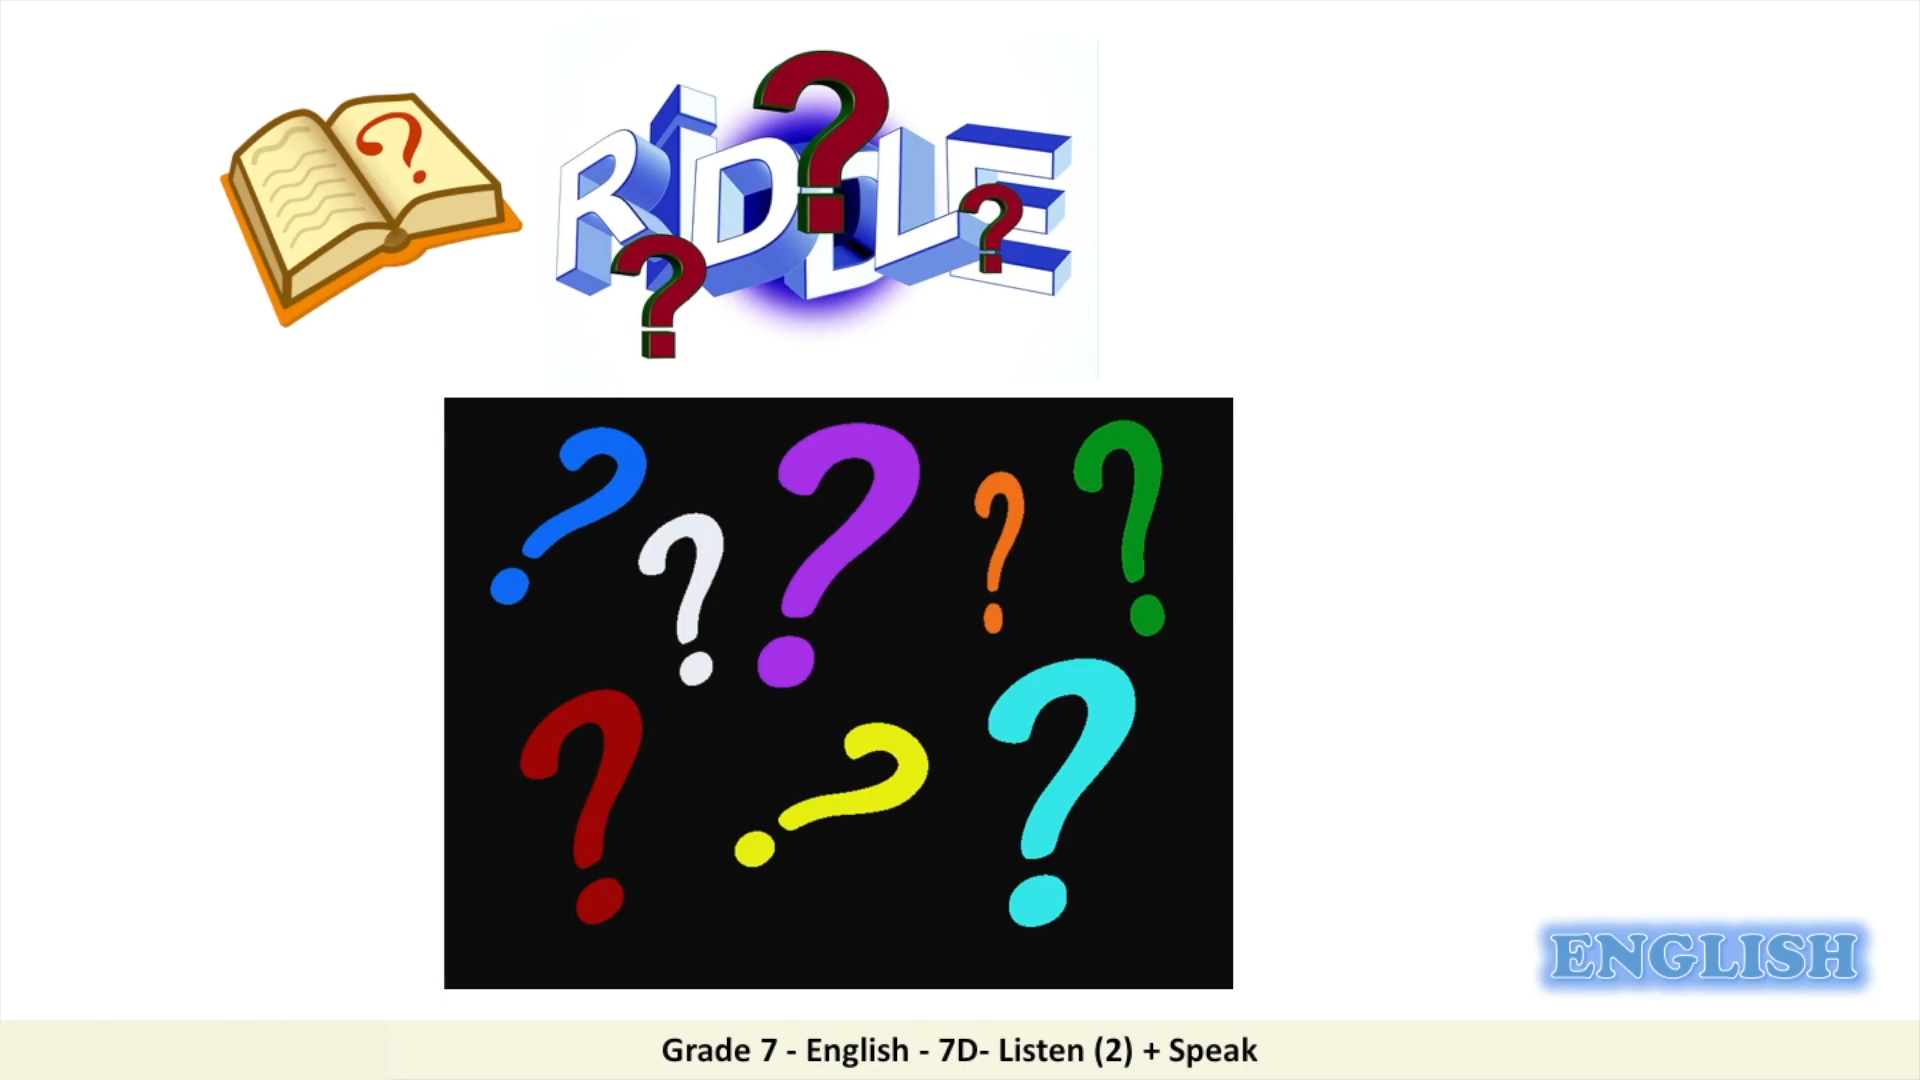 RIDDLE
ENGLISH
Grade 7 - English - 7D- Listen (2) + Speak